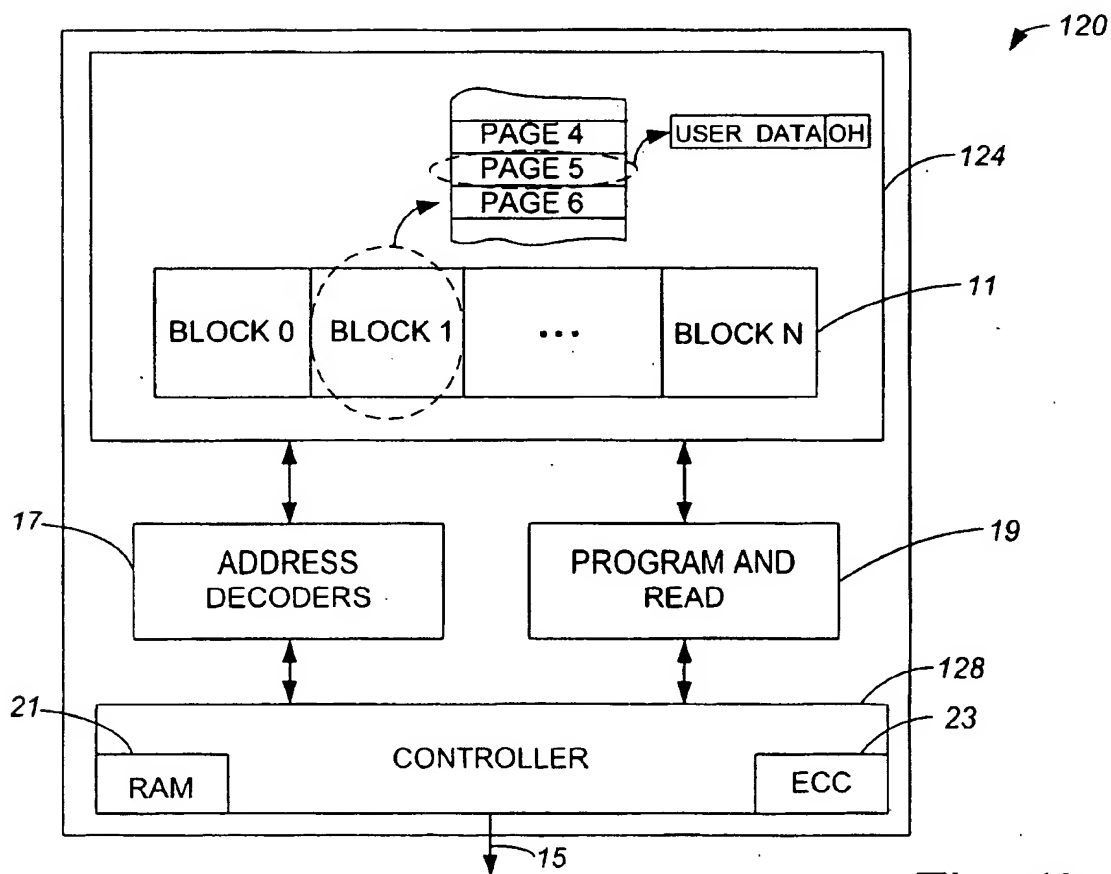 120
PAGE 4
USER DATA OH
PAGE 5
124
PAGE 6
11
BLOCK 0
BLOCK 1
...
BLOCK N
17
19
ADDRESS
DECODERS
PROGRAM AND
READ
128
21
23
CONTROLLER
RAM
ECC
15